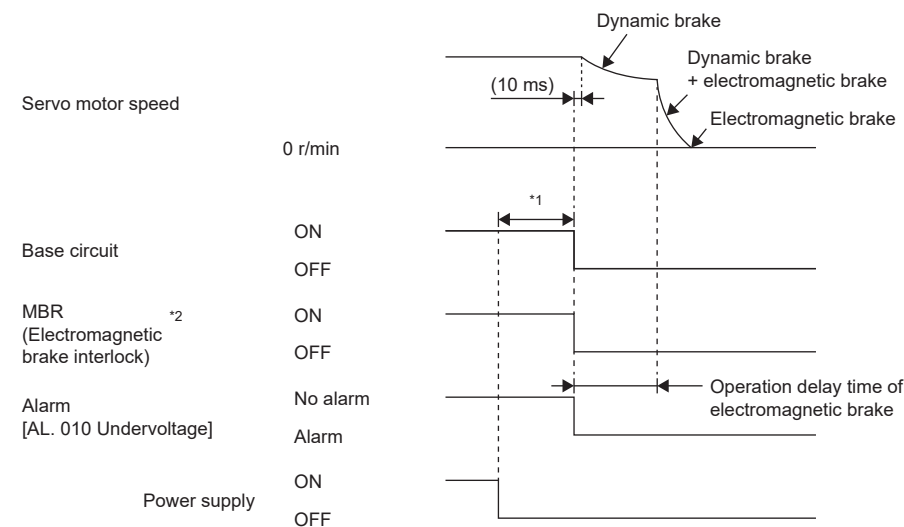 Dynamic brake
Dynamic brake
+ electromagnetic brake
(10 ms)
Servo motor speed
Electromagnetic brake
0 r/min
*1
ON
Base circuit
OFF
MBR
*2
(Electromagnetic
brake interlock)
ON
OFF
Operation delay time of
electromagnetic brake
No alarm
Alarm
[AL. 010 Undervoltage]
Alarm
ON
Power supply
OFF